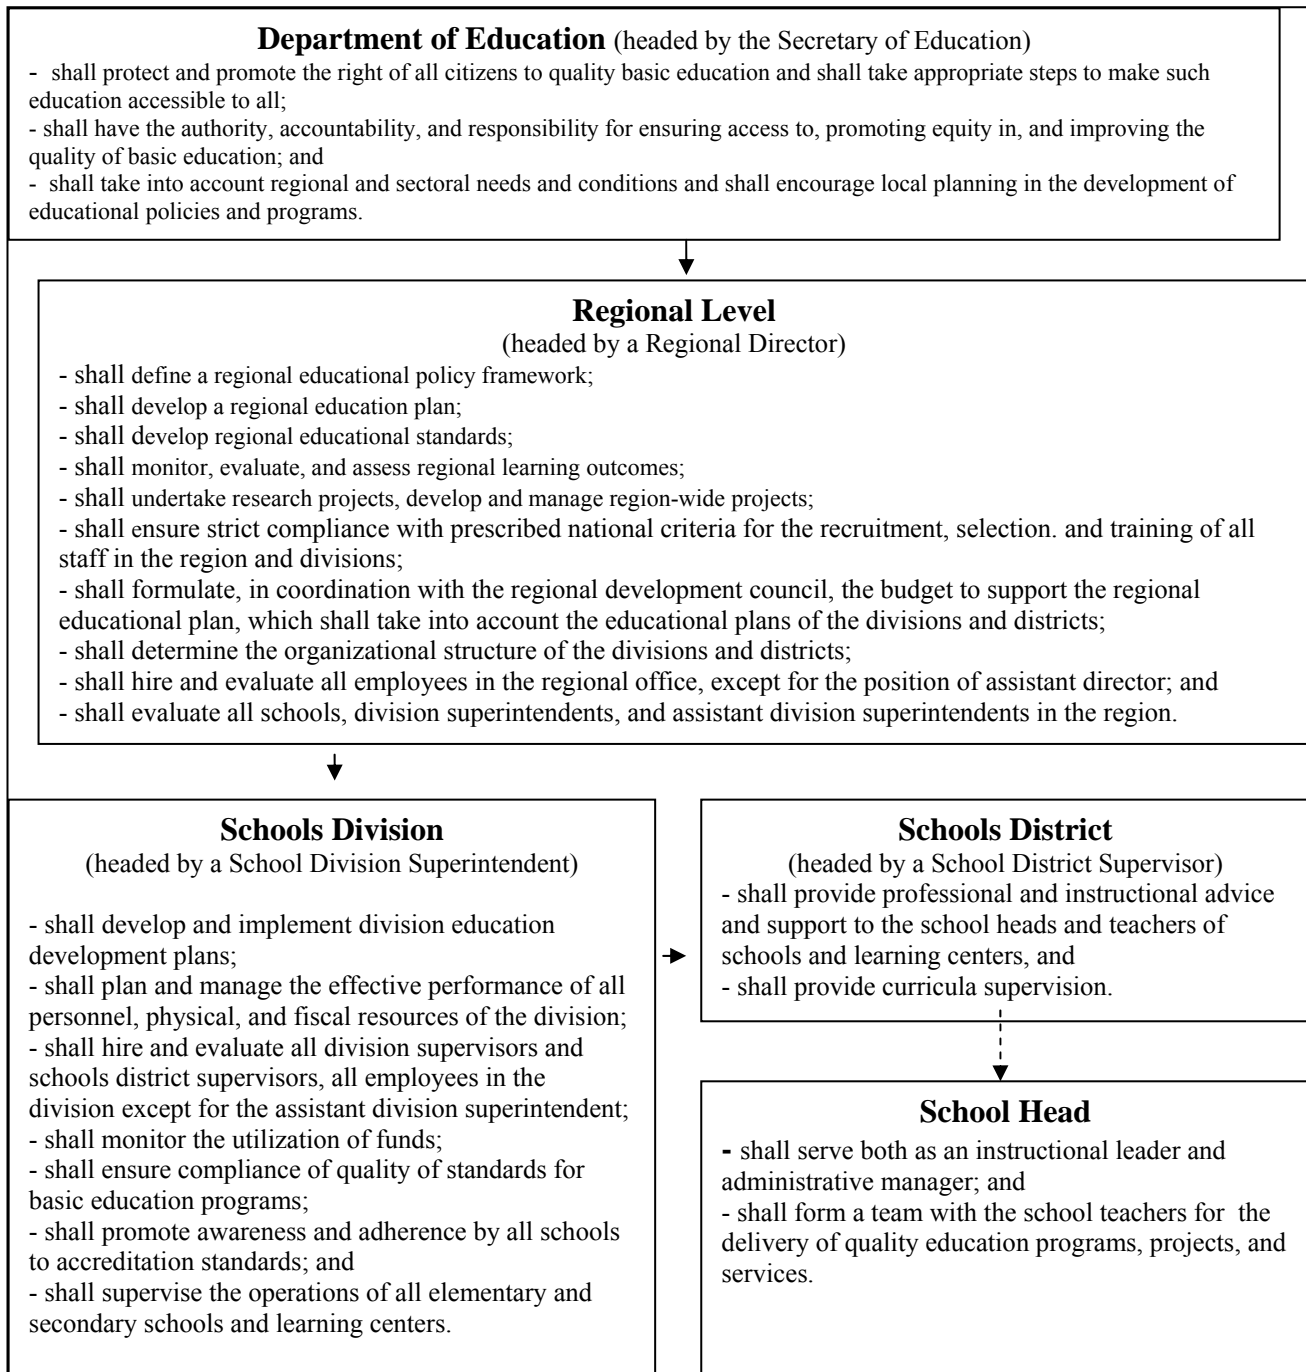 Department of Education (headed by the Secretary of Education)
- shall protect and promote the right of all citizens to quality basic education and shall take appropriate steps to make such
education accessible to all;
- shall have the authority, accountability, and responsibility for ensuring access to, promoting equity in, and improving the
quality of basic education; and
- shall take into account regional and sectoral needs and conditions and shall encourage local planning in the development of
educational policies and programs.
Regional Level
(headed by a Regional Director)
- shall define a regional educational policy framework;
- shall develop a regional education plan;
- shall develop regional educational standards;
- shall monitor, evaluate, and assess regional learning outcomes;
- shall undertake research projects, develop and manage region-wide projects;
- shall ensure strict compliance with prescribed national criteria for the recruitment, selection. and training of all
staff in the region and divisions;
- shall formulate, in coordination with the regional development council, the budget to support the regional
educational plan, which shall take into account the educational plans of the divisions and districts;
- shall determine the organizational structure of the divisions and districts;
- shall hire and evaluate all employees in the regional office, except for the position of assistant director; and
- shall evaluate all schools, division superintendents, and assistant division superintendents in the region.
Schools Division
(headed by a School Division Superintendent)
- shall develop and implement division education
development plans;
- shall plan and manage the effective performance of all
personnel, physical, and fiscal resources of the division;
- shall hire and evaluate all division supervisors and
schools district supervisors, all employees in the
division except for the assistant division superintendent;
- shall monitor the utilization of funds;
- shall ensure compliance of quality of standards for
basic education programs;
- shall promote awareness and adherence by all schools
to accreditation standards; and
- shall supervise the operations of all elementary and
secondary schools and learning centers.
Schools District
(headed by a School District Supervisor)
- shall provide professional and instructional advice
and support to the school heads and teachers of
schools and learning centers, and
- shall provide curricula supervision.
School Head
- shall serve both as an instructional leader and
administrative manager; and
- shall form a team with the school teachers for the
delivery of quality education programs, projects, and
services.